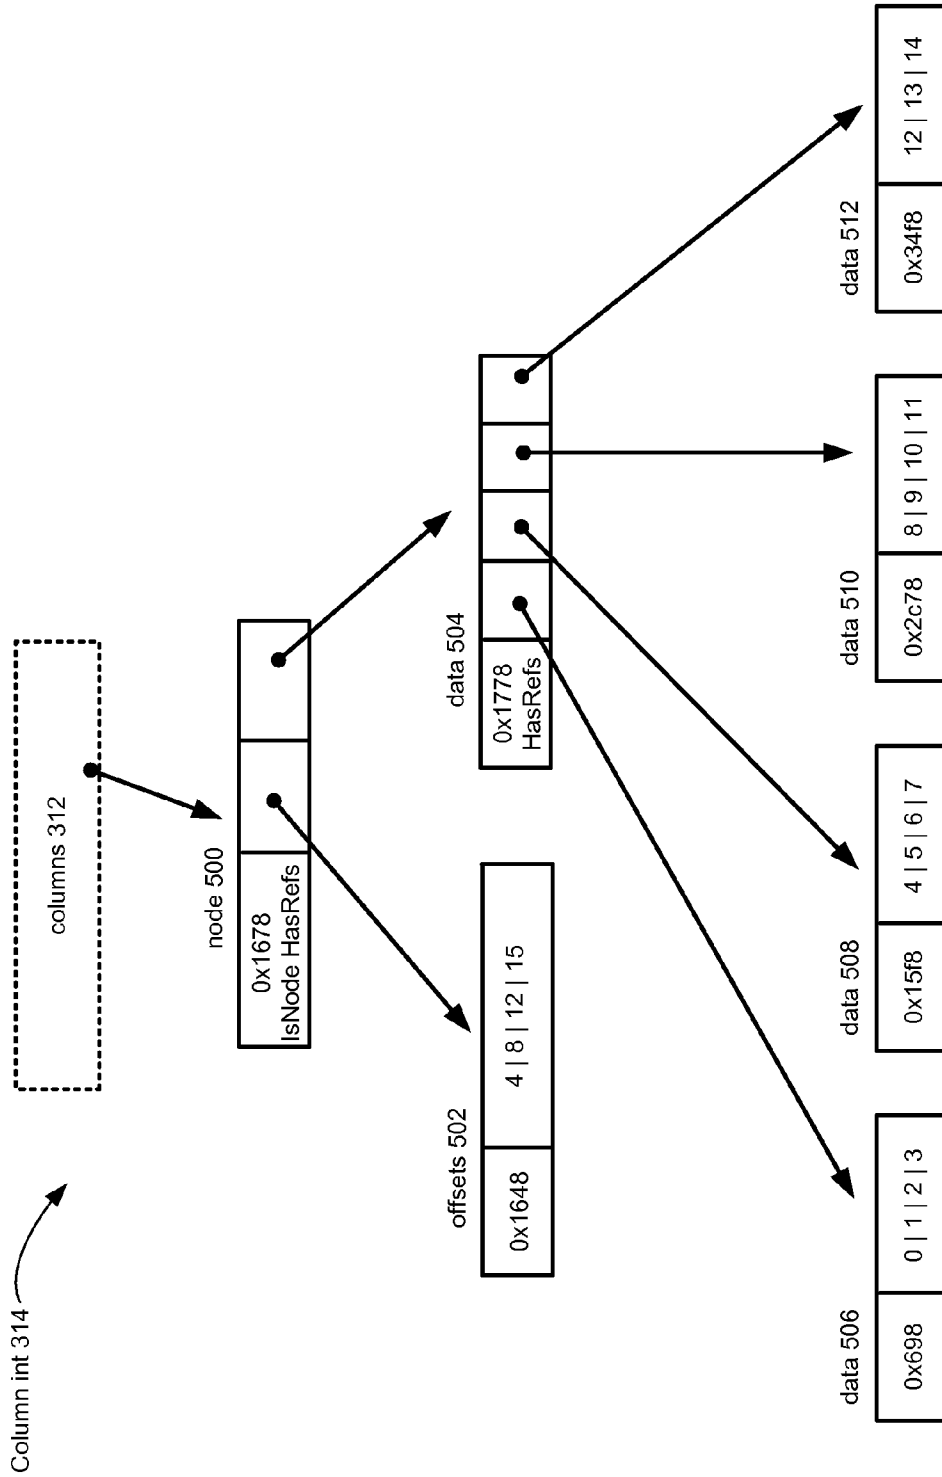 Column int 314
columns 312
node 500
0x1678
IsNode HasRefs
offsets 502
0x1648
4 | 8 | 12 | 15
data 504
0x1778
HasRefs
data 506
0x698
0 | 1 | 2 | 3
data 508
0x15f8
4 | 5 | 6 | 7
data 510
0x2c78
8 | 9 | 10 | 11
data 512
0x34f8
12 | 13 | 14